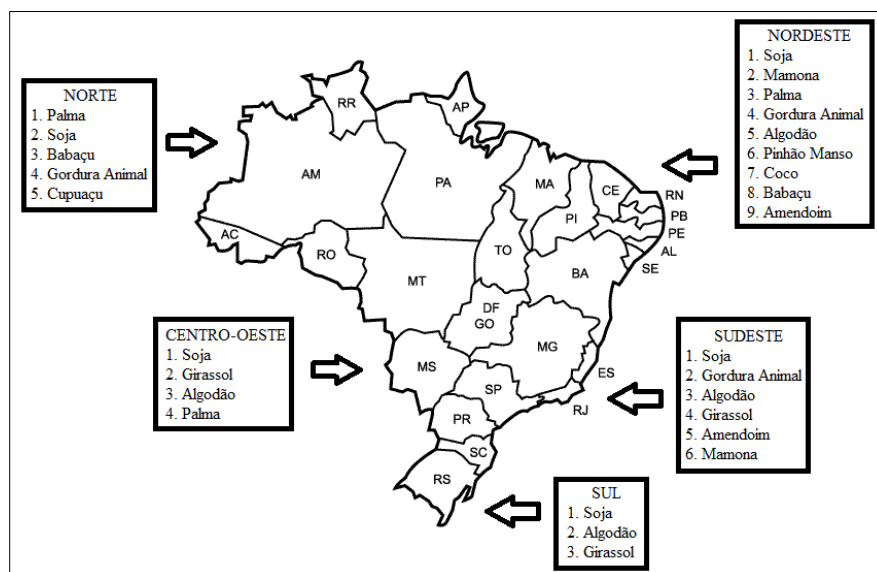 NORDESTE
1. Soja
2. Mamona
3. Palma
4. Gordura Animal
5. Algodão
6. Pinhão Manso
7. Coco
8. Babaçu
9. Amendoim
NORTE
1. Palma
2. Soja
3. Babaçu
4. Gordura Animal
5. Cupuaçu
RR
AP
AM
PA
MA
CE
RN
PI
PB
PE
AL
SE
AC
RO
TO
BA
MT
DF
GO
MG
ES
MS
SP
RJ
PR
SC
RS
CENTRO-OESTE
1. Soja
2. Girassol
3. Algodão
4. Palma
SUDESTE
1. Soja
2. Gordura Animal
3. Algodão
4. Girassol
5. Amendoim
6. Mamona
SUL
1. Soja
2. Algodão
3. Girassol